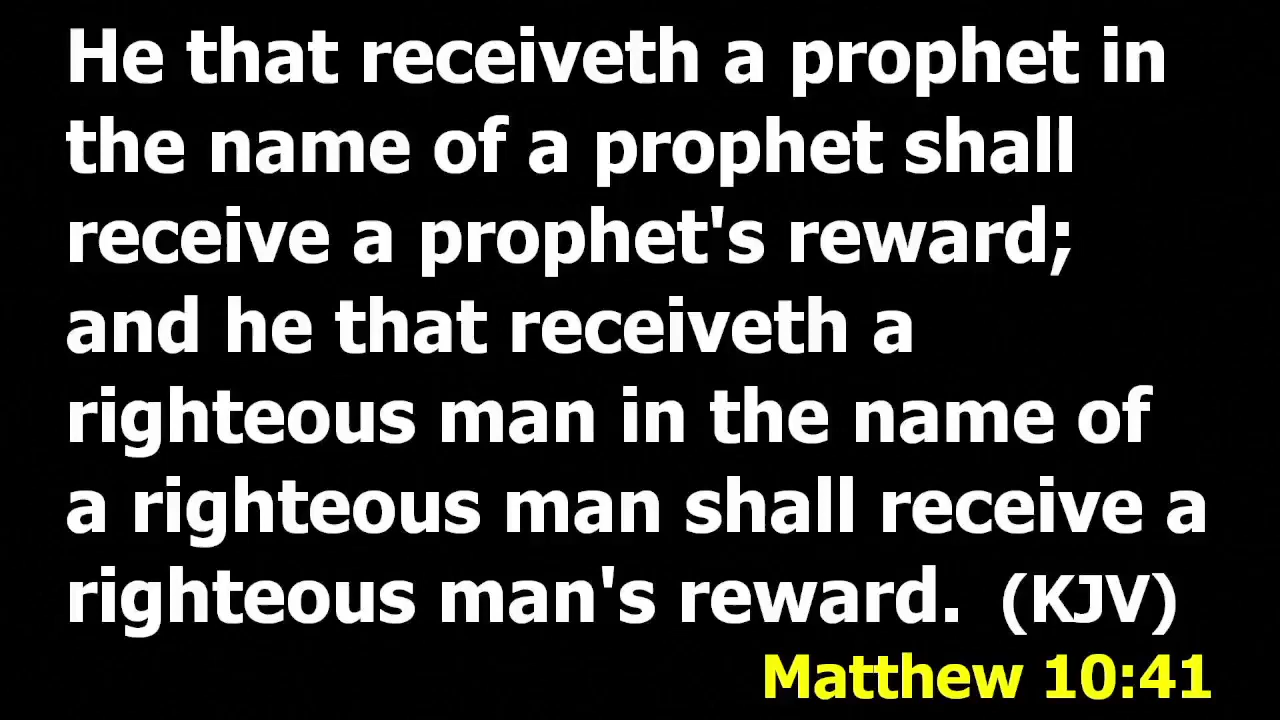 He that receiveth a prophet in
the name of a prophet shall
receive a prophet's reward;
and he that receiveth a
righteous man in the name of
a righteous man shall receive a
righteous man's reward.  (KJV)
Matthew 10:41